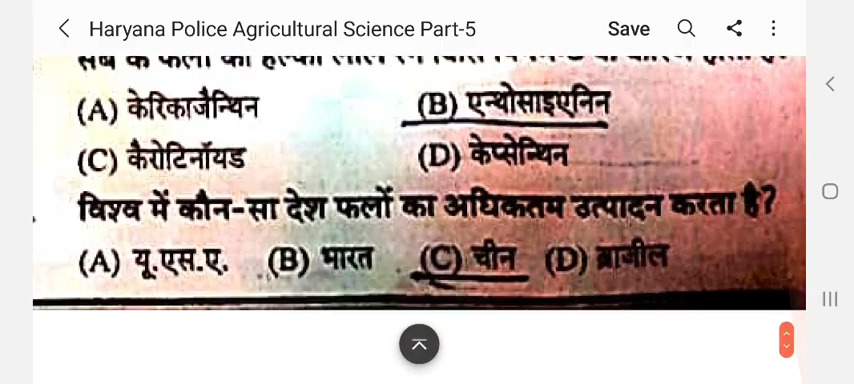 Haryana Police Agricultural Science Part-5
Save
(A) केरिकाजैन्थिन (B) एन्थोसाइएनिन
(C) कैरोटिनॉयड (D) केप्सेन्थिन
विश्व में कौन-सा देश फलों का अधिकतम उत्पादन करता है?
(A) यू.एस.ए. (B) भारत (C) चीन (D) ब्राजील